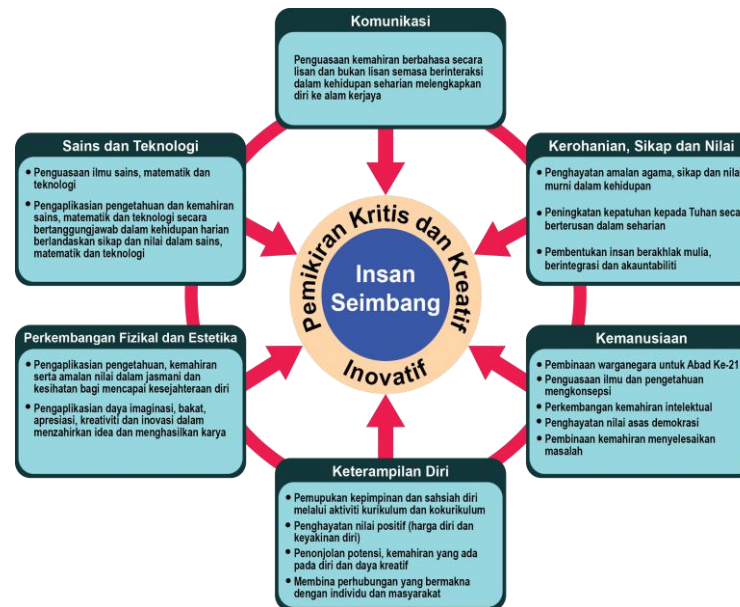 Komunikasi
Penguasaan kemahiran berbahasa secara
lisan dan bukan lisan semasa berinteraksi
dalam kehidupan seharian melengkapkan
diri ke alam kerjaya
Sains dan Teknologi
• Penguasaan ilmu sains, matematik dan
teknologi
• Pengaplikasian pengetahuan dan kemahiran
sains, matematik dan teknologi secara
bertanggungjawab dalam kehidupan harian
berlandaskan sikap dan nilai dalam sains,
matematik dan teknologi
Kerohanian, Sikap dan Nilai
• Penghayatan amalan agama, sikap dan nilai
murni dalam kehidupan
• Peningkatan kepatuhan kepada Tuhan seca
berterusan dalam seharian
• Pembentukan insan berakhlak mulia,
berintegrasi dan akauntabiliti
Pemikiran Kritis dan Kreatif
Insan
Seimbang
Inovatif
Perkembangan Fizikal dan Estetika
• Pengaplikasian pengetahuan, kemahiran
serta amalan nilai dalam jasmani dan
kesihatan bagi mencapai kesejahteraan diri
• Pengaplikasian daya imaginasi, bakat,
apresiasi, kreativiti dan inovasi dalam
menzahirkan idea dan menghasilkan karya
Kemanusiaan
• Pembinaan warganegara untuk Abad Ke-21
• Penguasaan ilmu dan pengetahuan
mengkonsepsi
• Perkembangan kemahiran intelektual
• Penghayatan nilai asas demokrasi
• Pembinaan kemahiran menyelesaikan
masalah
Keterampilan Diri
• Pemupukan kepimpinan dan sahsiah diri
melalui aktiviti kurikulum dan kokurikulum
• Penghayatan nilai positif (harga diri dan
keyakinan diri)
• Penonjolan potensi, kemahiran yang ada
pada diri dan daya kreatif
• Membina perhubungan yang bermakna
dengan individu dan masyarakat